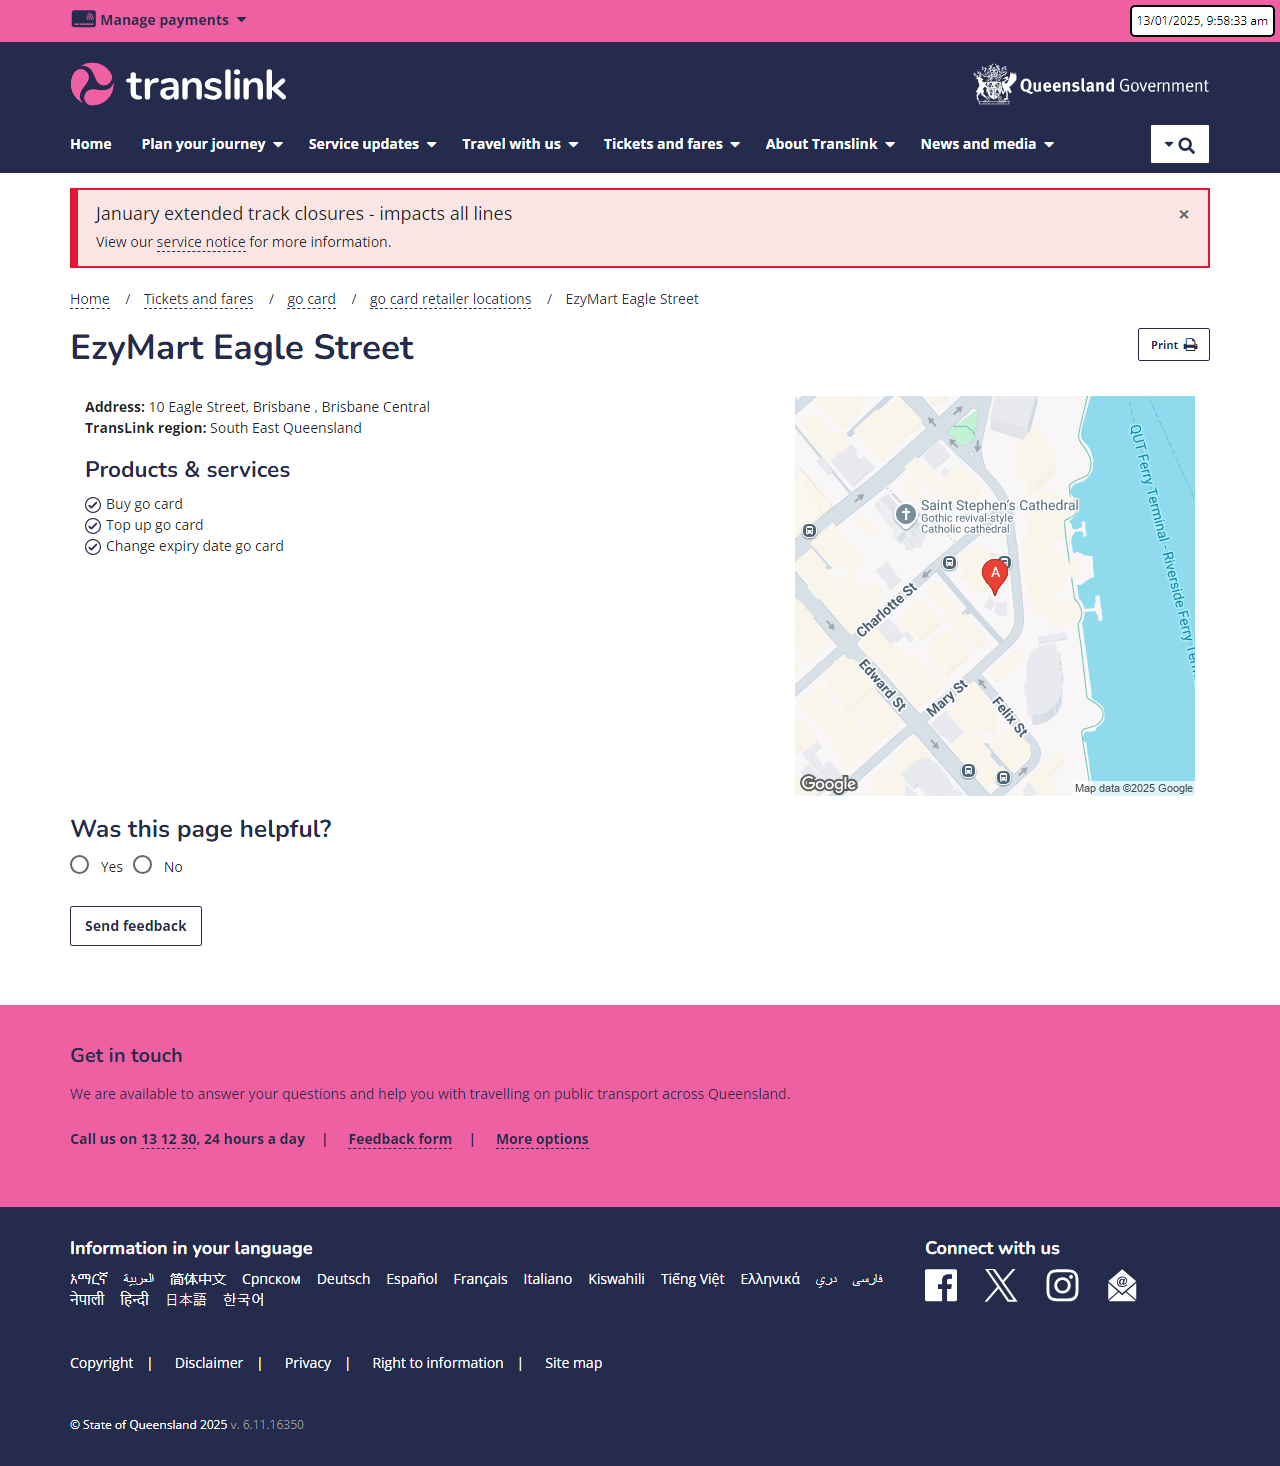 Manage payments
13/01/2025, 9:58:33 am
translink
Queensland Government
Home Plan your journey Service updates Travel with us Tickets and fares About Translink News and media
January extended track closures - impacts all lines
×
View our service notice for more information.
Home / Tickets and fares / go card / go card retailer locations / EzyMart Eagle Street
EzyMart Eagle Street
Print
Address: 10 Eagle Street, Brisbane , Brisbane Central
TransLink region: South East Queensland
Products & services
Buy go card
Top up go card
Change expiry date go card
QUT Ferry Terminal - Riverside Ferry Term
Saint Stephen's Cathedral
Gothic revival-style
Catholic cathedral
A
Charlotte St
Edward St
Mary St
Felix St
Google
Map data ©2025 Google
Was this page helpful?
Yes No
Send feedback
Get in touch
We are available to answer your questions and help you with travelling on public transport across Queensland.
Call us on 13 12 30, 24 hours a day | Feedback form | More options
Information in your language
አማርኛ العربية 简体中文 Српском Deutsch Español Français Italiano Kiswahili Tiếng Việt Ελληνικά دري فارسی
नेपाली हिन्दी 日本語 한국어
Connect with us
Copyright | Disclaimer | Privacy | Right to information | Site map
© State of Queensland 2025 v. 6.11.16350